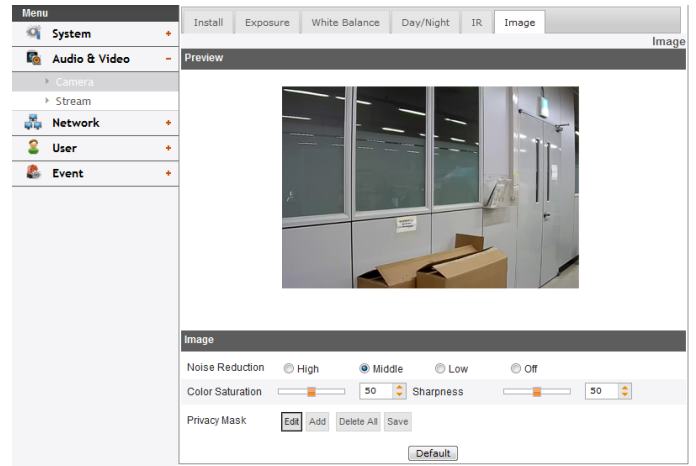 Menu
System +
Audio & Video -
Camera
Stream
Network +
User +
Event +
Install Exposure White Balance Day/Night IR Image
Image
Preview
Image
Noise Reduction High Middle Low Off
Color Saturation 50 Sharpness 50
Privacy Mask Edit Add Delete All Save
Default